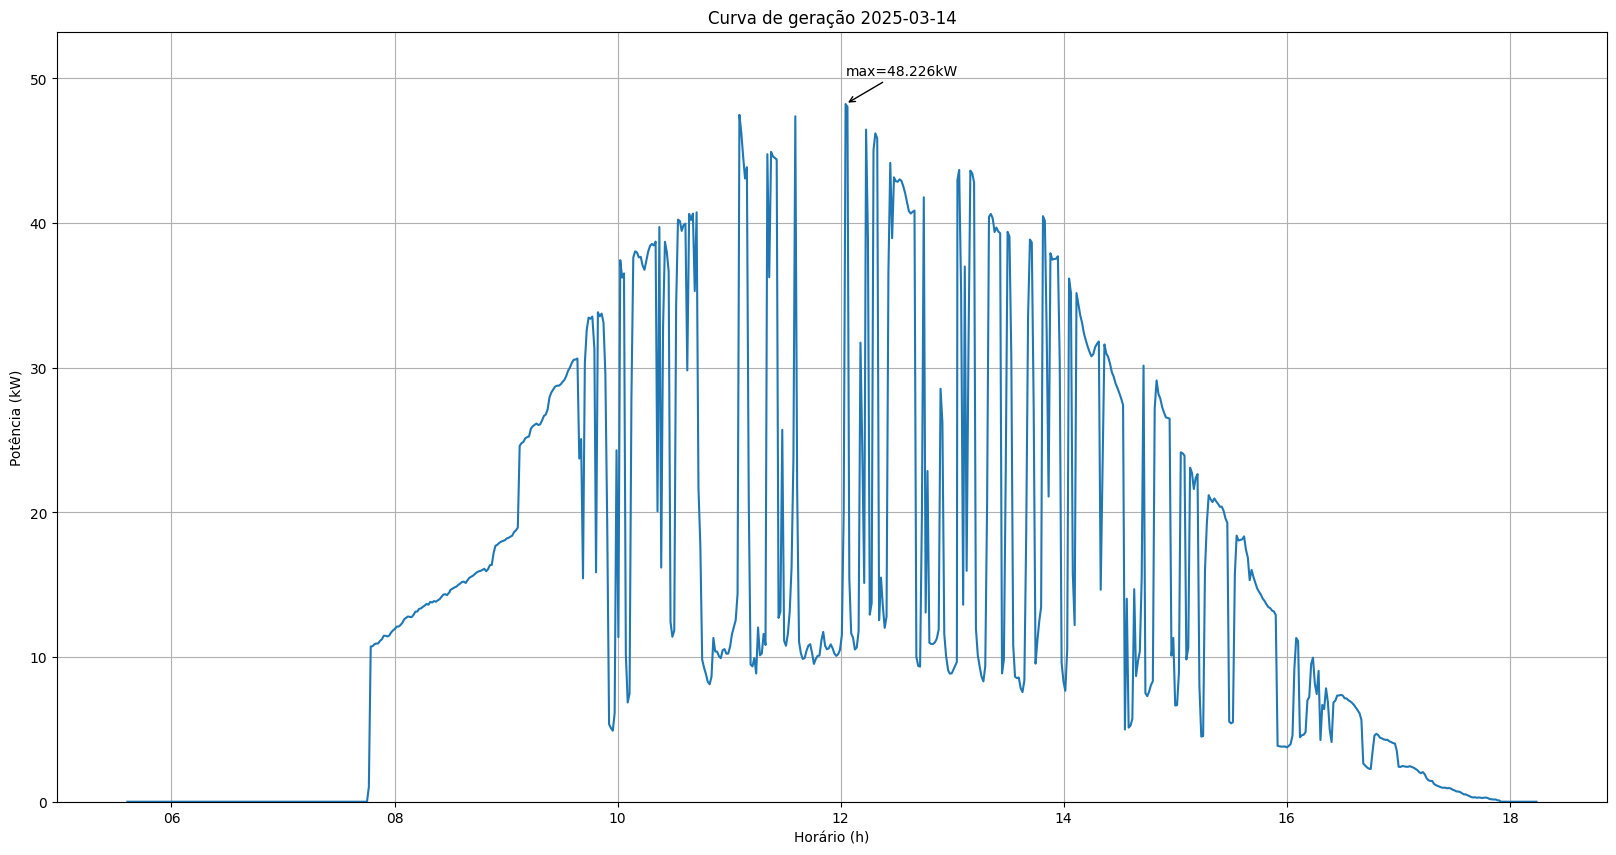 Curva de geração 2025-03-14
max=48.226kW
Potência (kW)
50
40
30
20
10
0
06 08 10 12 14 16 18
Horário (h)